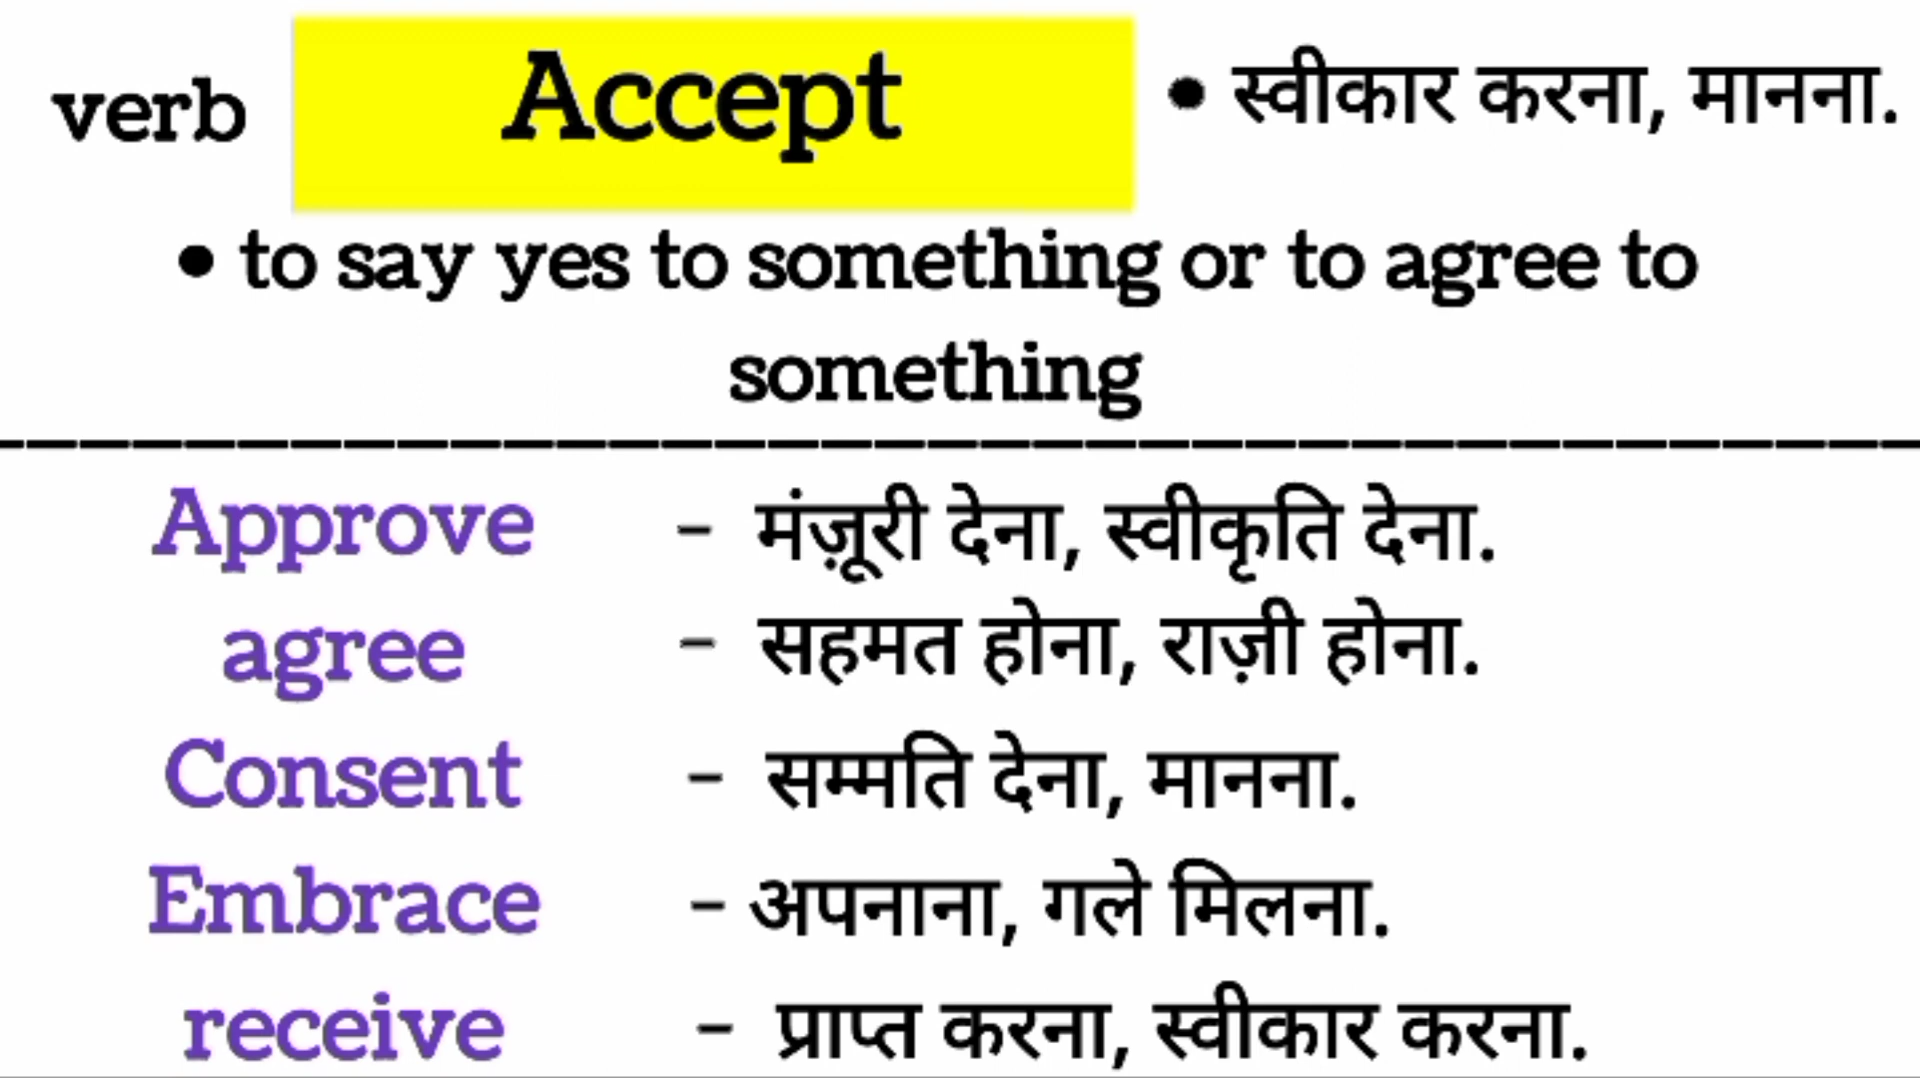 verb Accept • स्वीकार करना, मानना.
• to say yes to something or to agree to
something
Approve - मंज़ूरी देना, स्वीकृति देना.
agree - सहमत होना, राज़ी होना.
Consent - सम्मति देना, मानना.
Embrace - अपनाना, गले मिलना.
receive - प्राप्त करना, स्वीकार करना.